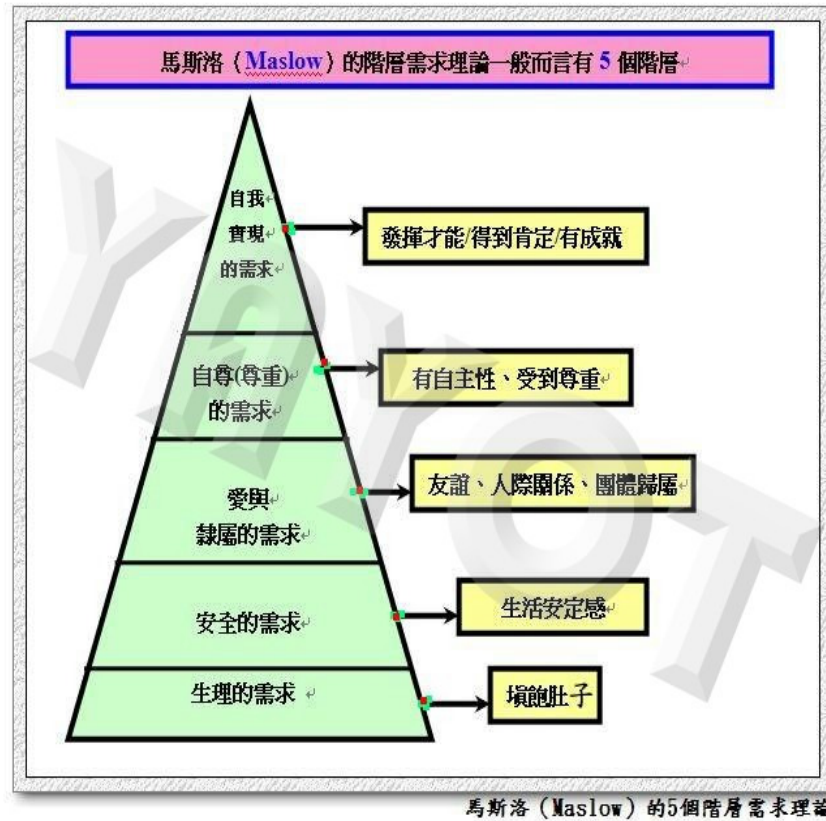 馬斯洛（Maslow）的階層需求理論一般而言有 5 個階層
自我
實現
的需求
發揮才能/得到肯定/有成就
自尊(尊重)
的需求
有自主性、受到尊重
愛與
隸屬的需求
友誼、人際關係、團體歸屬
安全的需求
生活安定感
生理的需求
填飽肚子
YAYOT
馬斯洛（Maslow）的5個階層需求理論